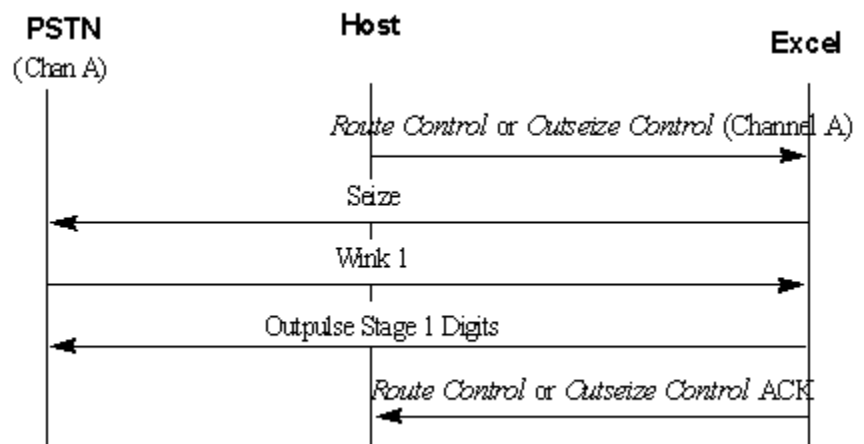 PSTN
(Chan A)
Host
Excel
Route Control or Outseize Control (Channel A)
Seize
Wink 1
Outpulse Stage 1 Digits
Route Control or Outseize Control ACK